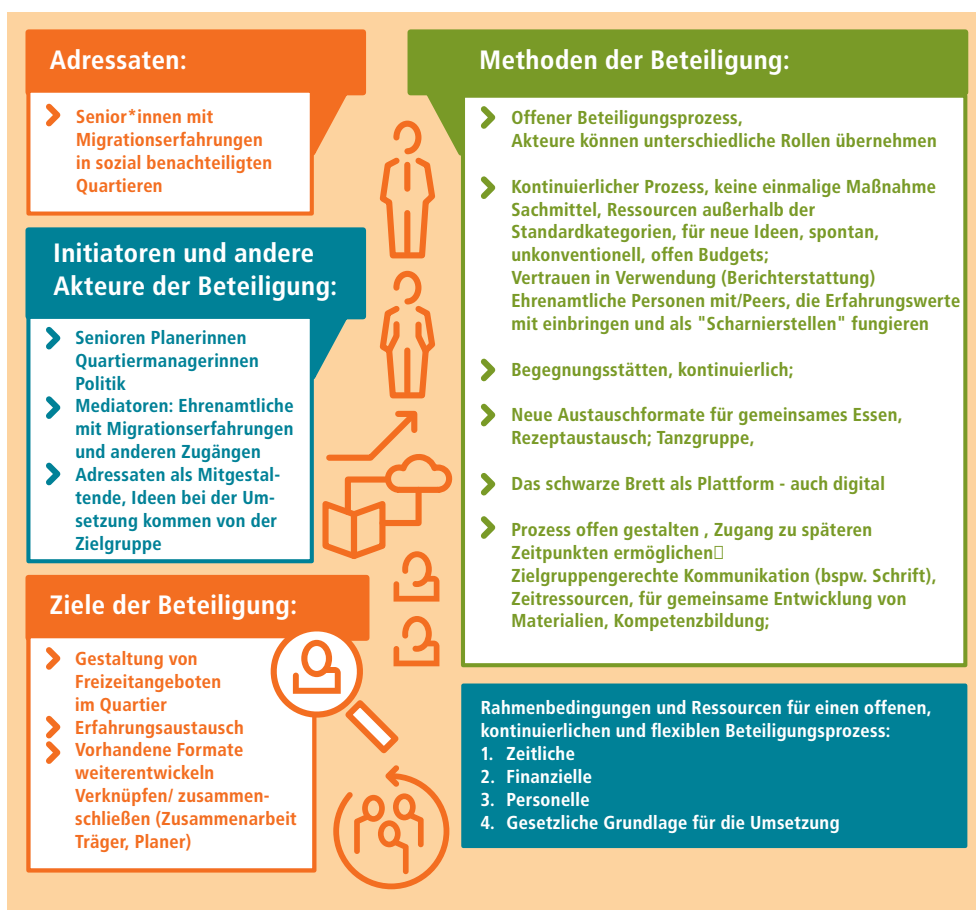 Adressaten:
Senior*innen mit
Migrationserfahrungen
in sozial benachteiligten
Quartieren
Initiatoren und andere
Akteure der Beteiligung:
Senioren Planerinnen
Quartiermanagerinnen
Politik
Mediatoren: Ehrenamtliche
mit Migrationserfahrungen
und anderen Zugängen
Adressaten als Mitgestal-
tende, Ideen bei der Um-
setzung kommen von der
Zielgruppe
Ziele der Beteiligung:
Gestaltung von
Freizeitangeboten
im Quartier
Erfahrungsaustausch
Vorhandene Formate
weiterentwickeln
Verknüpfen/ zusammen-
schließen (Zusammenarbeit
Träger, Planer)
Methoden der Beteiligung:
Offener Beteiligungsprozess,
Akteure können unterschiedliche Rollen übernehmen
Kontinuierlicher Prozess, keine einmalige Maßnahme
Sachmittel, Ressourcen außerhalb der
Standardkategorien, für neue Ideen, spontan,
unkonventionell, offen Budgets;
Vertrauen in Verwendung (Berichterstattung)
Ehrenamtliche Personen mit/Peers, die Erfahrungswerte
mit einbringen und als "Scharnierstellen" fungieren
Begegnungsstätten, kontinuierlich;
Neue Austauschformate für gemeinsames Essen,
Rezeptaustausch; Tanzgruppe,
Das schwarze Brett als Plattform - auch digital
Prozess offen gestalten , Zugang zu späteren
Zeitpunkten ermöglichen
Zielgruppengerechte Kommunikation (bspw. Schrift),
Zeitressourcen, für gemeinsame Entwicklung von
Materialien, Kompetenzbildung;
Rahmenbedingungen und Ressourcen für einen offenen,
kontinuierlichen und flexiblen Beteiligungsprozess:
1. Zeitliche
2. Finanzielle
3. Personelle
4. Gesetzliche Grundlage für die Umsetzung